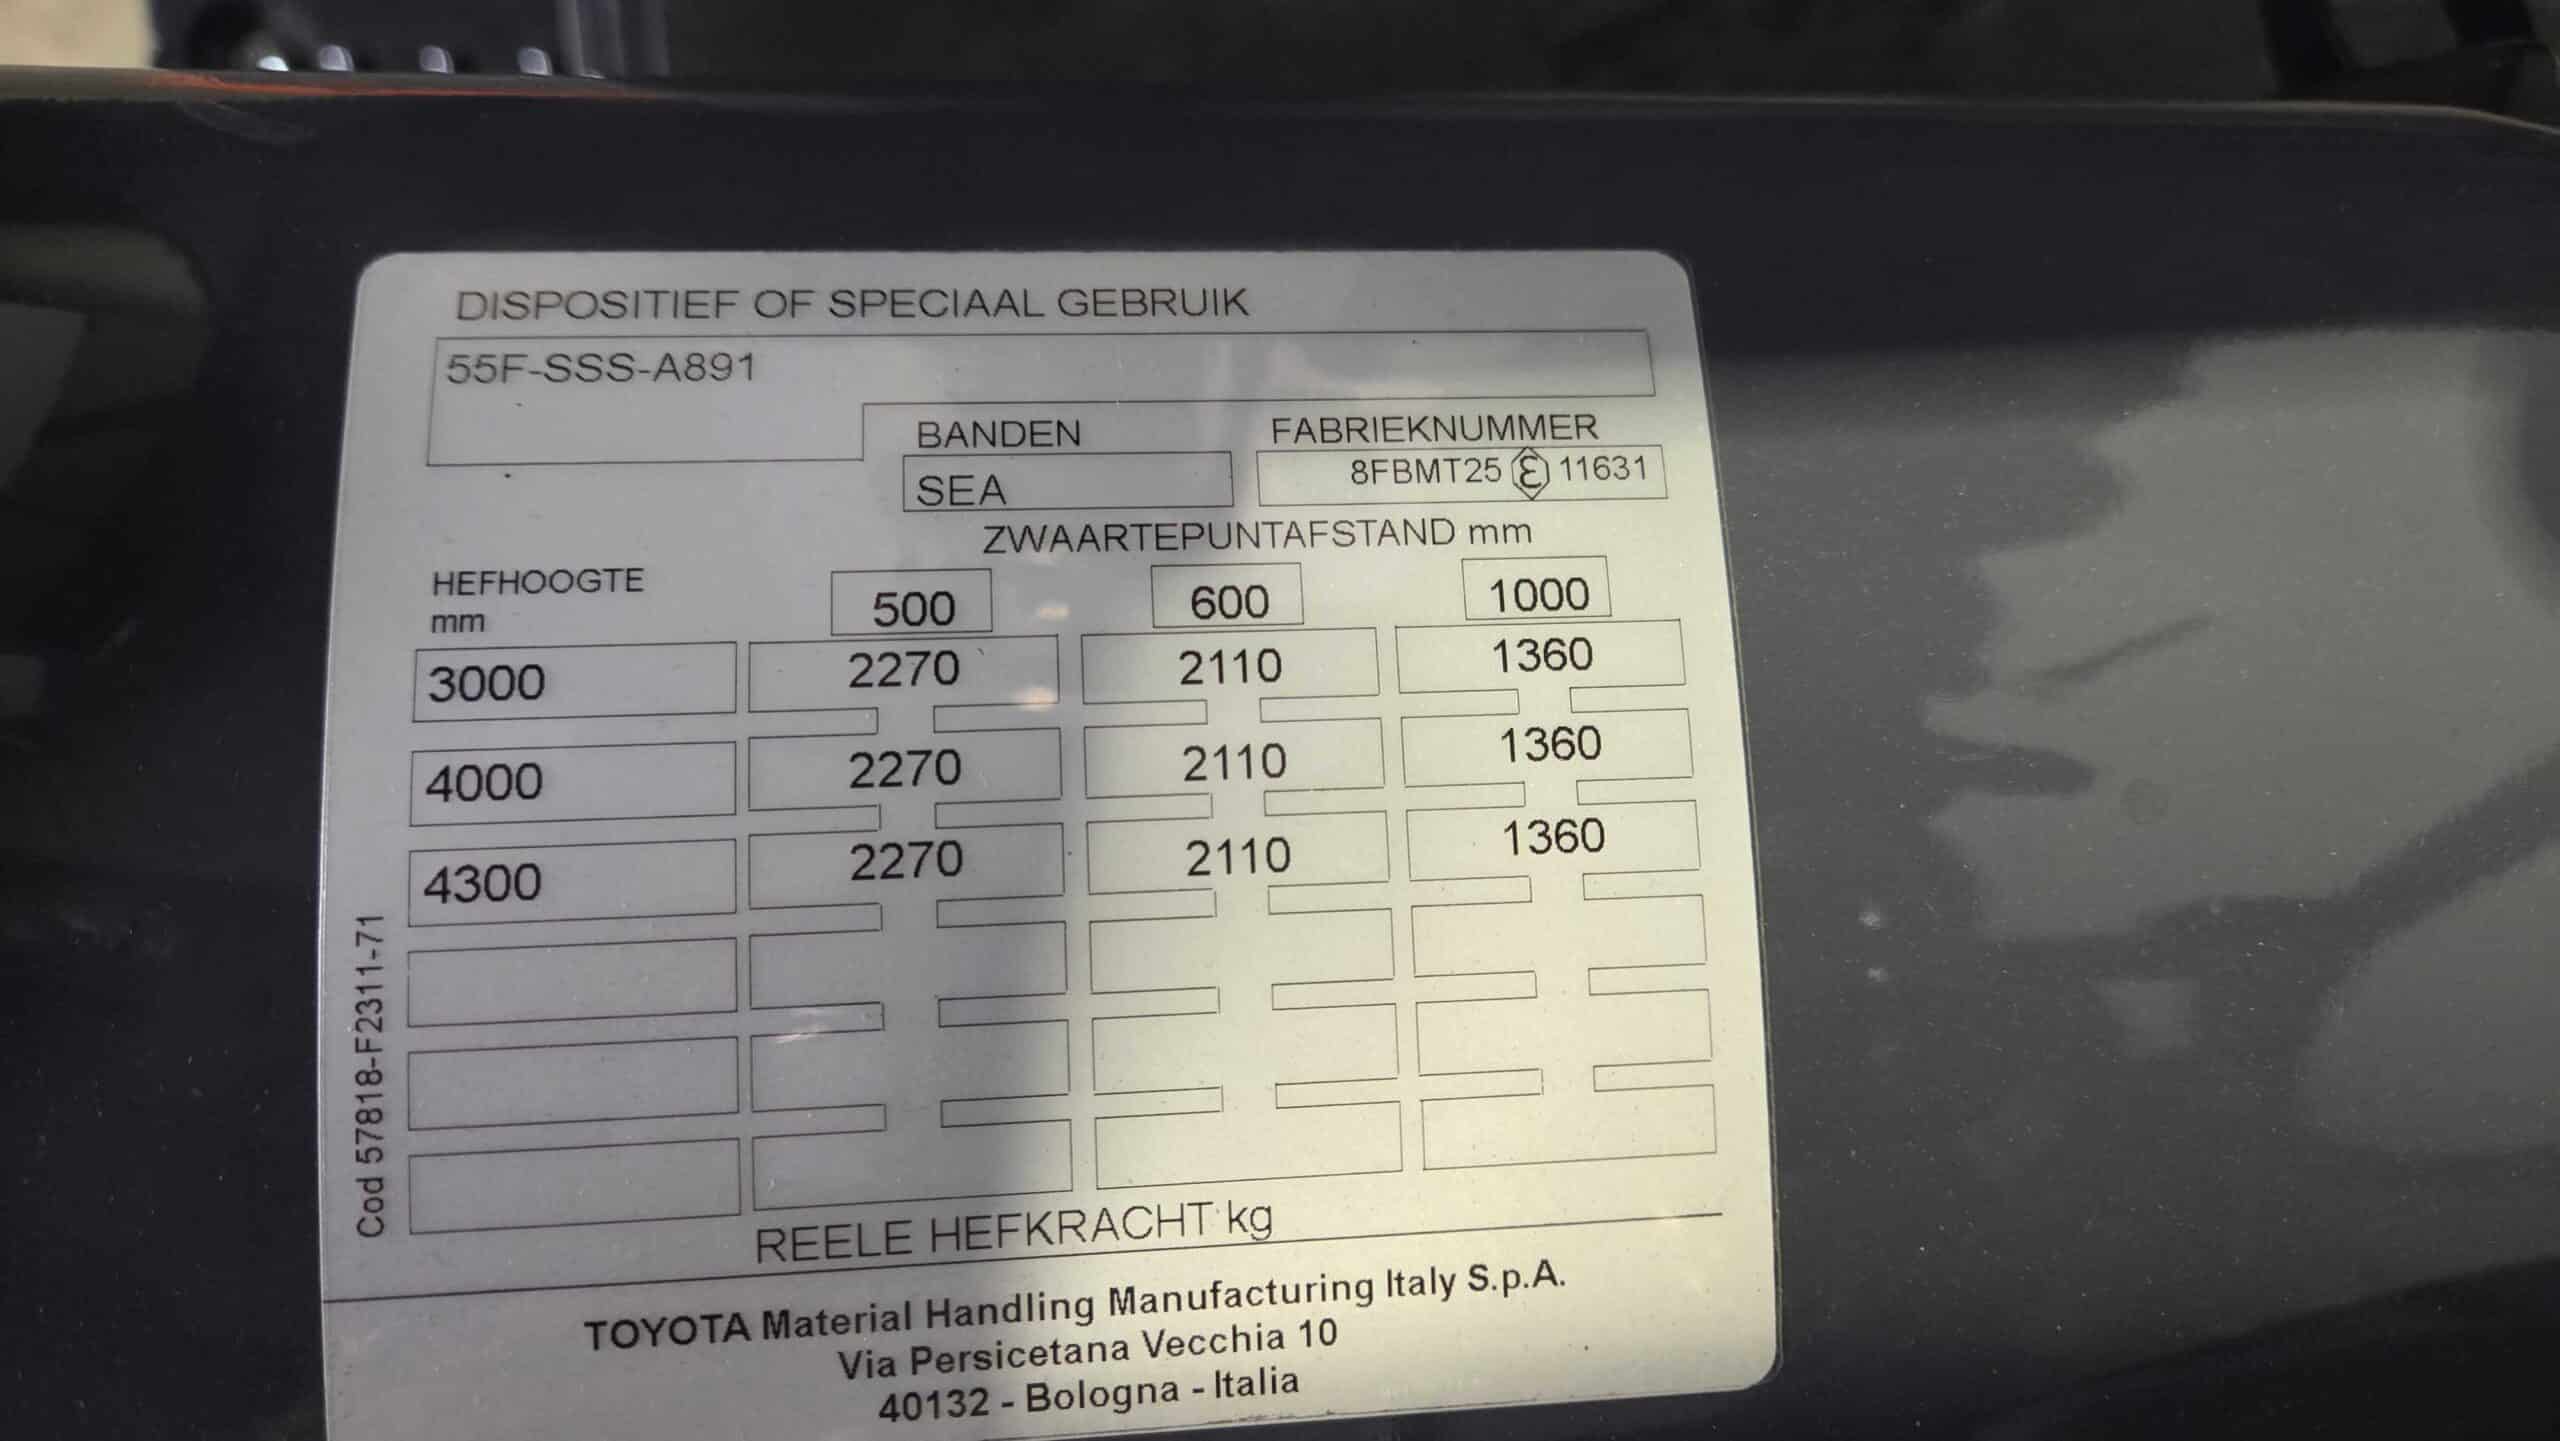 DISPOSITIEF OF SPECIAAL GEBRUIK
55F-SSS-A891
BANDEN FABRIEKNUMMER
SEA 8FBMT25 E 11631
ZWAARTEPUNTAFSTAND mm
HEFHOOGTE
mm
500 600 1000
3000 2270 2110 1360
4000 2270 2110 1360
4300 2270 2110 1360
Cod 57818-F2311-71
REELE HEFKRACHT kg
TOYOTA Material Handling Manufacturing Italy S.p.A.
Via Persicetana Vecchia 10
40132 - Bologna - Italia